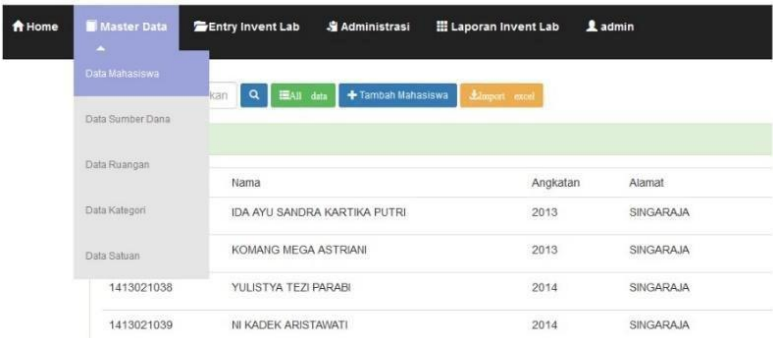 Home Master Data Entry Invent Lab Administrasi Laporan Invent Lab admin
Data Mahasiswa
kan All data Tambah Mahasiswa Import excel
Data Sumber Dana
Data Ruangan
Nama Angkatan Alamat
Data Kategori IDA AYU SANDRA KARTIKA PUTRI 2013 SINGARAJA
Data Satuan KOMANG MEGA ASTRIANI 2013 SINGARAJA
1413021038 YULISTYA TEZI PARABI 2014 SINGARAJA
1413021039 NI KADEK ARISTAWATI 2014 SINGARAJA